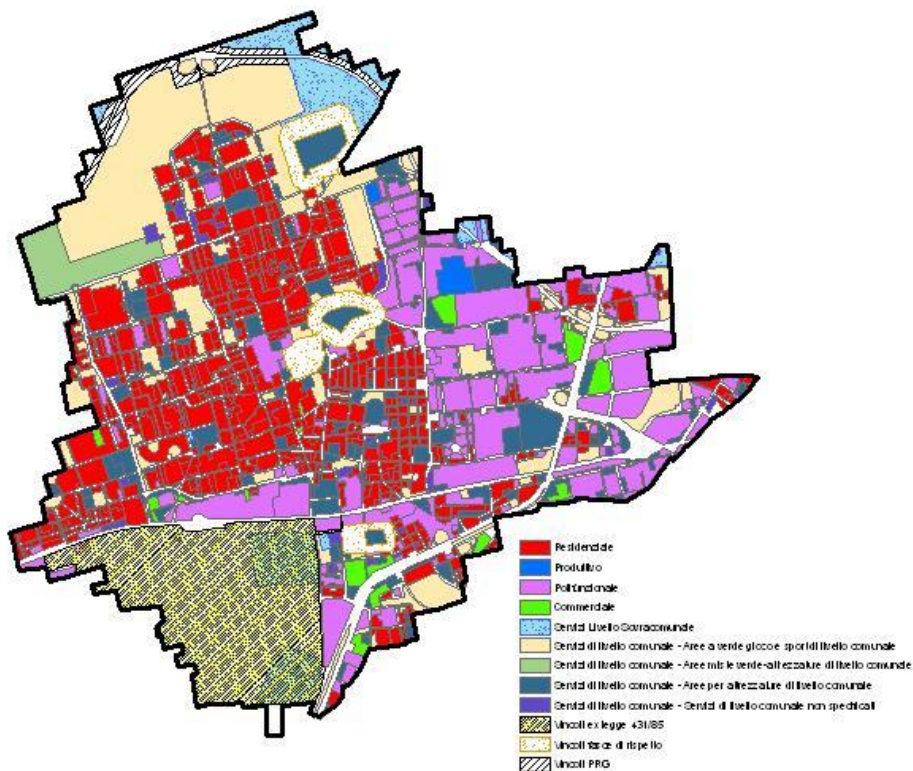 Residenziale
Produttivo
Polifunzionale
Commerciale
Servizi Livello Sovracomunale
Servizi di livello comunale - Aree a verde gioco e sport di livello comunale
Servizi di livello comunale - Aree miste verde-attrezzature di livello comunale
Servizi di livello comunale - Aree per attrezzature di livello comunale
Servizi di livello comunale - Servizi di livello comunale non specificati
Vincoli ex legge 431/85
Vincoli fasce di rispetto
Vincoli PRG